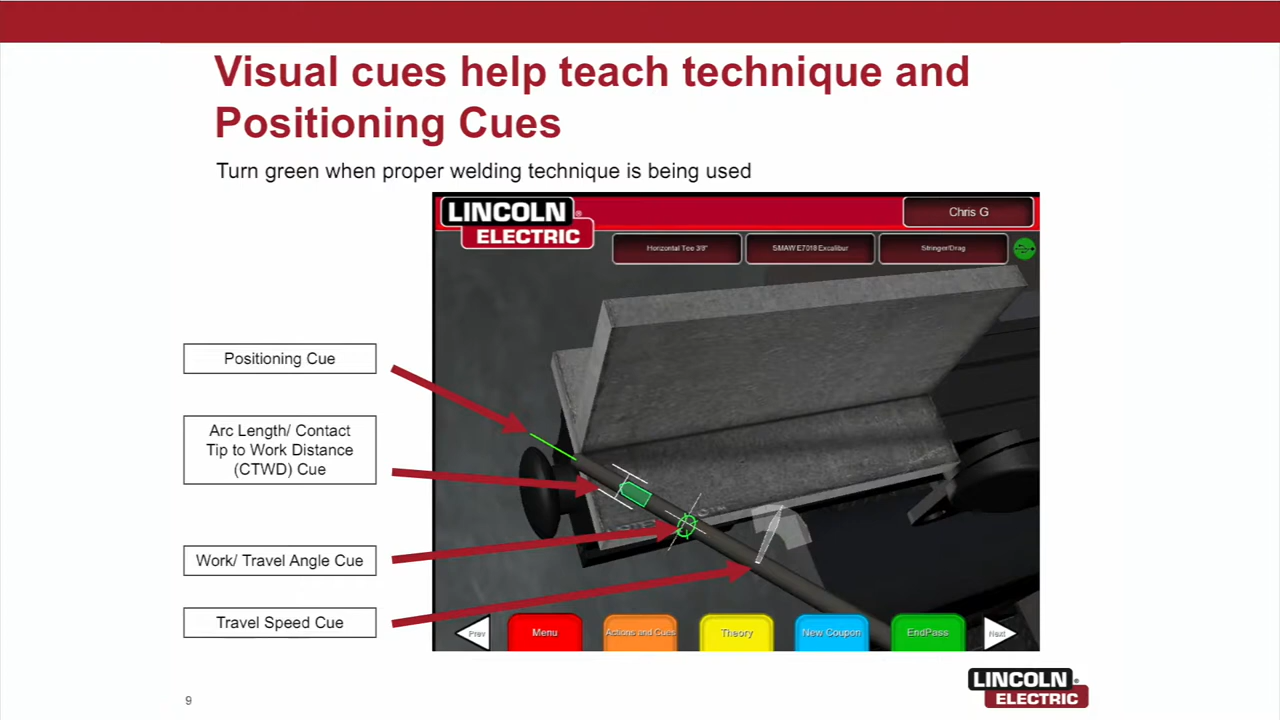 Visual cues help teach technique and
Positioning Cues
Turn green when proper welding technique is being used
LINCOLN
ELECTRIC
Chris G
Horizontal Tee 3/8"
SMAW E7018 Excalibur
Stringer/Drag
Positioning Cue
Arc Length/ Contact
Tip to Work Distance
(CTWD) Cue
Work/ Travel Angle Cue
Travel Speed Cue
Prev
Menu
Actions and Cues
Theory
New Coupon
EndPass
Next
9
LINCOLN
ELECTRIC